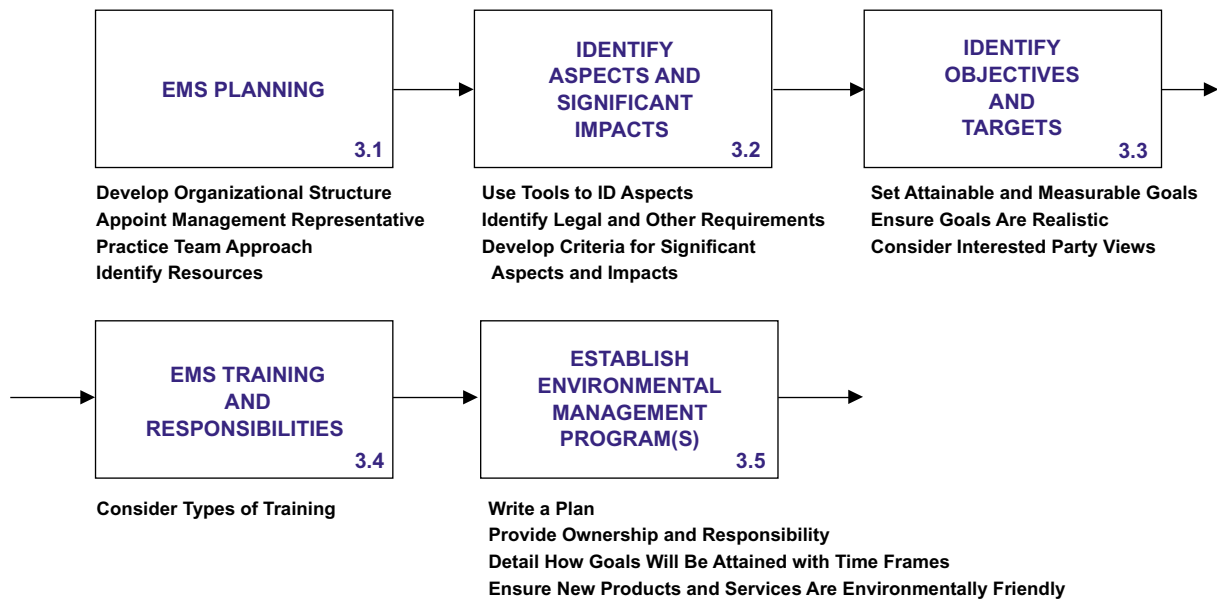 EMS PLANNING
3.1
Develop Organizational Structure
Appoint Management Representative
Practice Team Approach
Identify Resources
IDENTIFY
ASPECTS AND
SIGNIFICANT
IMPACTS
3.2
Use Tools to ID Aspects
Identify Legal and Other Requirements
Develop Criteria for Significant
Aspects and Impacts
IDENTIFY
OBJECTIVES
AND
TARGETS
3.3
Set Attainable and Measurable Goals
Ensure Goals Are Realistic
Consider Interested Party Views
EMS TRAINING
AND
RESPONSIBILITIES
3.4
Consider Types of Training
ESTABLISH
ENVIRONMENTAL
MANAGEMENT
PROGRAM(S)
3.5
Write a Plan
Provide Ownership and Responsibility
Detail How Goals Will Be Attained with Time Frames
Ensure New Products and Services Are Environmentally Friendly